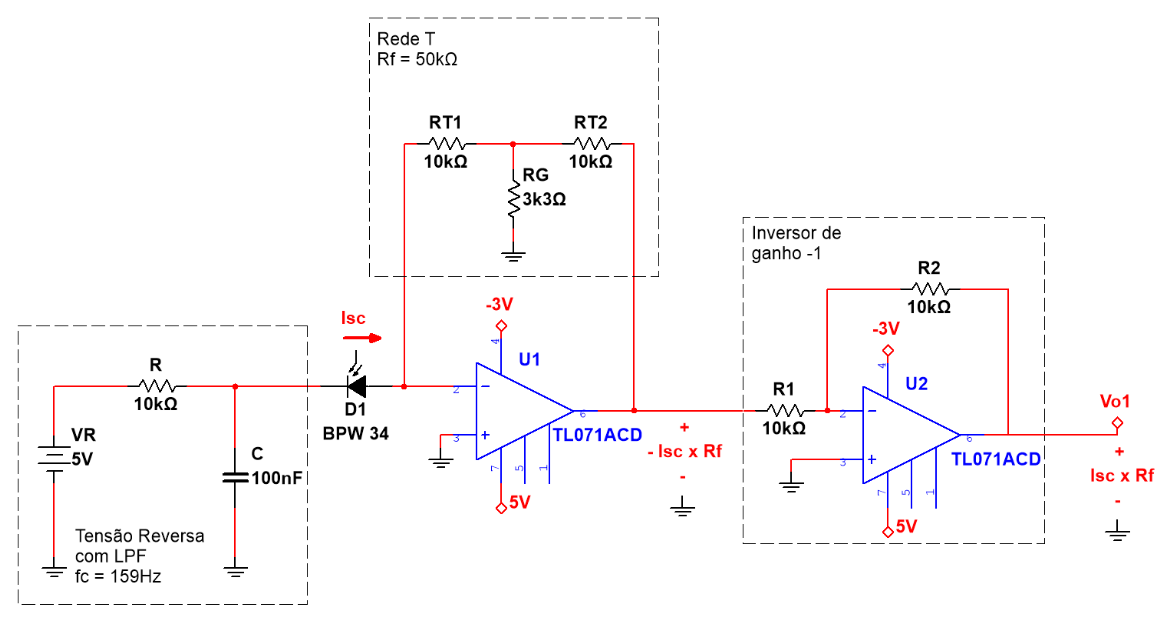 Rede T
Rf = 50kΩ
RT1
10kΩ
RT2
10kΩ
RG
3k3Ω
Inversor de
ganho -1
R2
10kΩ
-3V
4
U1
2
3
6
TL071ACD
7
5
1
5V
Isc
D1
BPW 34
R
10kΩ
VR
5V
C
100nF
Tensão Reversa
com LPF
fc = 159Hz
+
- Isc x Rf
-
R1
10kΩ
-3V
4
U2
2
3
6
TL071ACD
7
5
1
5V
Vo1
+
Isc x Rf
-